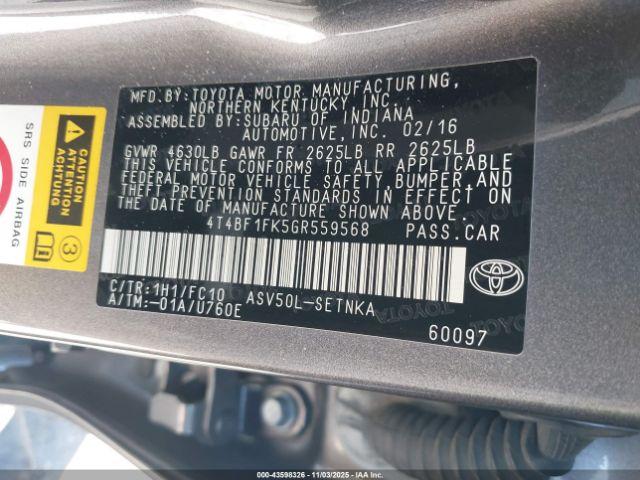 MFD.BY:TOYOTA MOTOR MANUFACTURING,
NORTHERN KENTUCKY,INC.
ASSEMBLED BY:SUBARU OF INDIANA
AUTOMOTIVE,INC. 02/16
GVWR 4630LB GAWR FR 2625LB RR 2625LB
THIS VEHICLE CONFORMS TO ALL APPLICABLE
FEDERAL MOTOR VEHICLE SAFETY,BUMPER,AND
THEFT PREVENTION STANDARDS IN EFFECT ON
THE DATE OF MANUFACTURE SHOWN ABOVE.
4T4BF1FK5GR559568 PASS.CAR
C/TR:1H1/FC10 ASV50L-SETNKA
A/TM:-01A/U760E
60097
SRS SIDE AIRBAG
CAUTION
ATTENTION
ACHTUNG
3
000-43598326 - 11/03/2025 - IAAI.COM